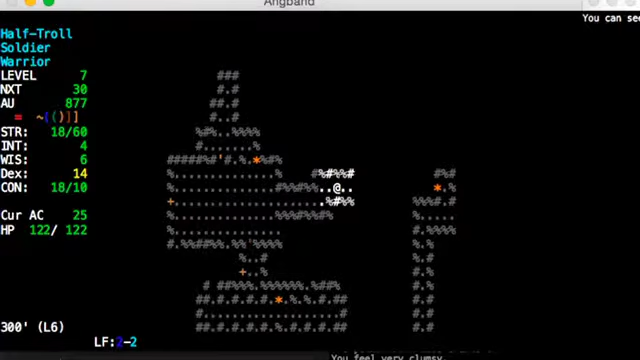 Angband
You can see
Half-Troll
Soldier
Warrior
LEVEL 7
NXT 30
AU 877
= ~(()]]
STR: 18/60
INT: 4
WIS: 6
Dex: 14
CON: 18/10
Cur AC 25
HP 122/ 122
300' (L6)
LF:2-2
You feel very clumsy.